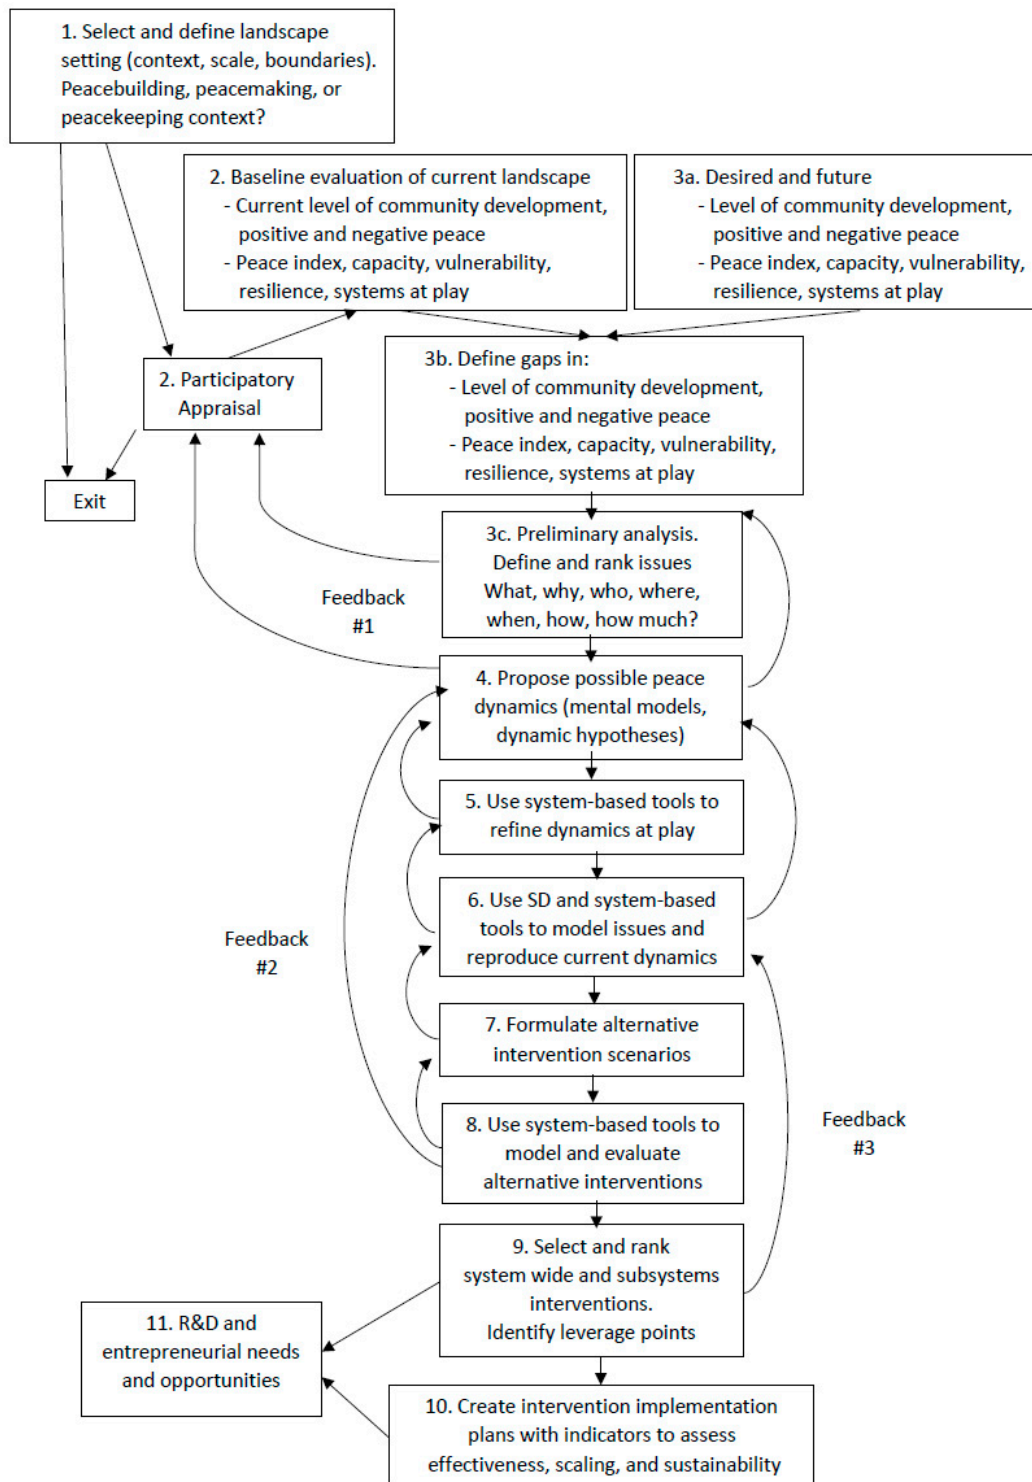 1. Select and define landscape
setting (context, scale, boundaries).
Peacebuilding, peacemaking, or
peacekeeping context?
2. Baseline evaluation of current landscape
- Current level of community development,
positive and negative peace
- Peace index, capacity, vulnerability,
resilience, systems at play
3a. Desired and future
- Level of community development,
positive and negative peace
- Peace index, capacity, vulnerability,
resilience, systems at play
2. Participatory
Appraisal
3b. Define gaps in:
- Level of community development,
positive and negative peace
- Peace index, capacity, vulnerability,
resilience, systems at play
Exit
3c. Preliminary analysis.
Define and rank issues
What, why, who, where,
when, how, how much?
Feedback
#1
4. Propose possible peace
dynamics (mental models,
dynamic hypotheses)
5. Use system-based tools to
refine dynamics at play
6. Use SD and system-based
tools to model issues and
reproduce current dynamics
Feedback
#2
7. Formulate alternative
intervention scenarios
8. Use system-based tools to
model and evaluate
alternative interventions
Feedback
#3
9. Select and rank
system wide and subsystems
interventions.
Identify leverage points
11. R&D and
entrepreneurial needs
and opportunities
10. Create intervention implementation
plans with indicators to assess
effectiveness, scaling, and sustainability